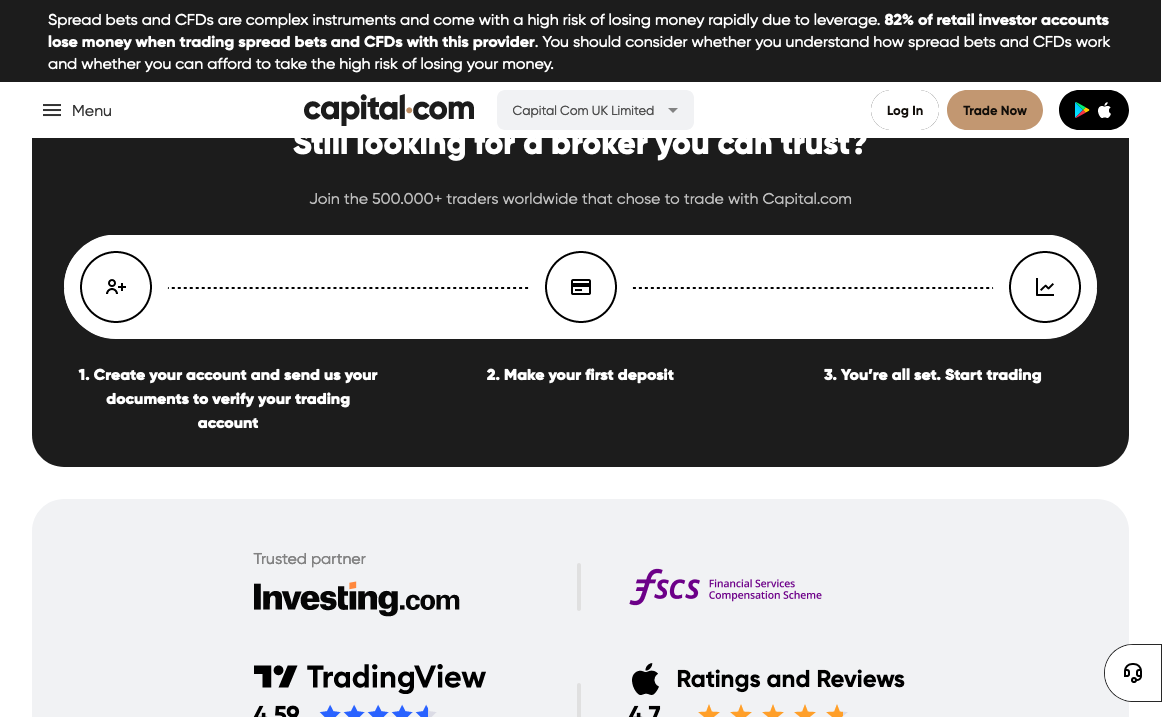 Spread bets and CFDs are complex instruments and come with a high risk of losing money rapidly due to leverage. 82% of retail investor accounts
lose money when trading spread bets and CFDs with this provider. You should consider whether you understand how spread bets and CFDs work
and whether you can afford to take the high risk of losing your money.
Menu
capital.com
Capital Com UK Limited
Log In
Trade Now
Still looking for a broker you can trust?
Join the 500.000+ traders worldwide that chose to trade with Capital.com
1. Create your account and send us your
documents to verify your trading
account
2. Make your first deposit
3. You’re all set. Start trading
Trusted partner
Investing.com
fscs Financial Services
Compensation Scheme
TradingView
4.59
Ratings and Reviews
4.7